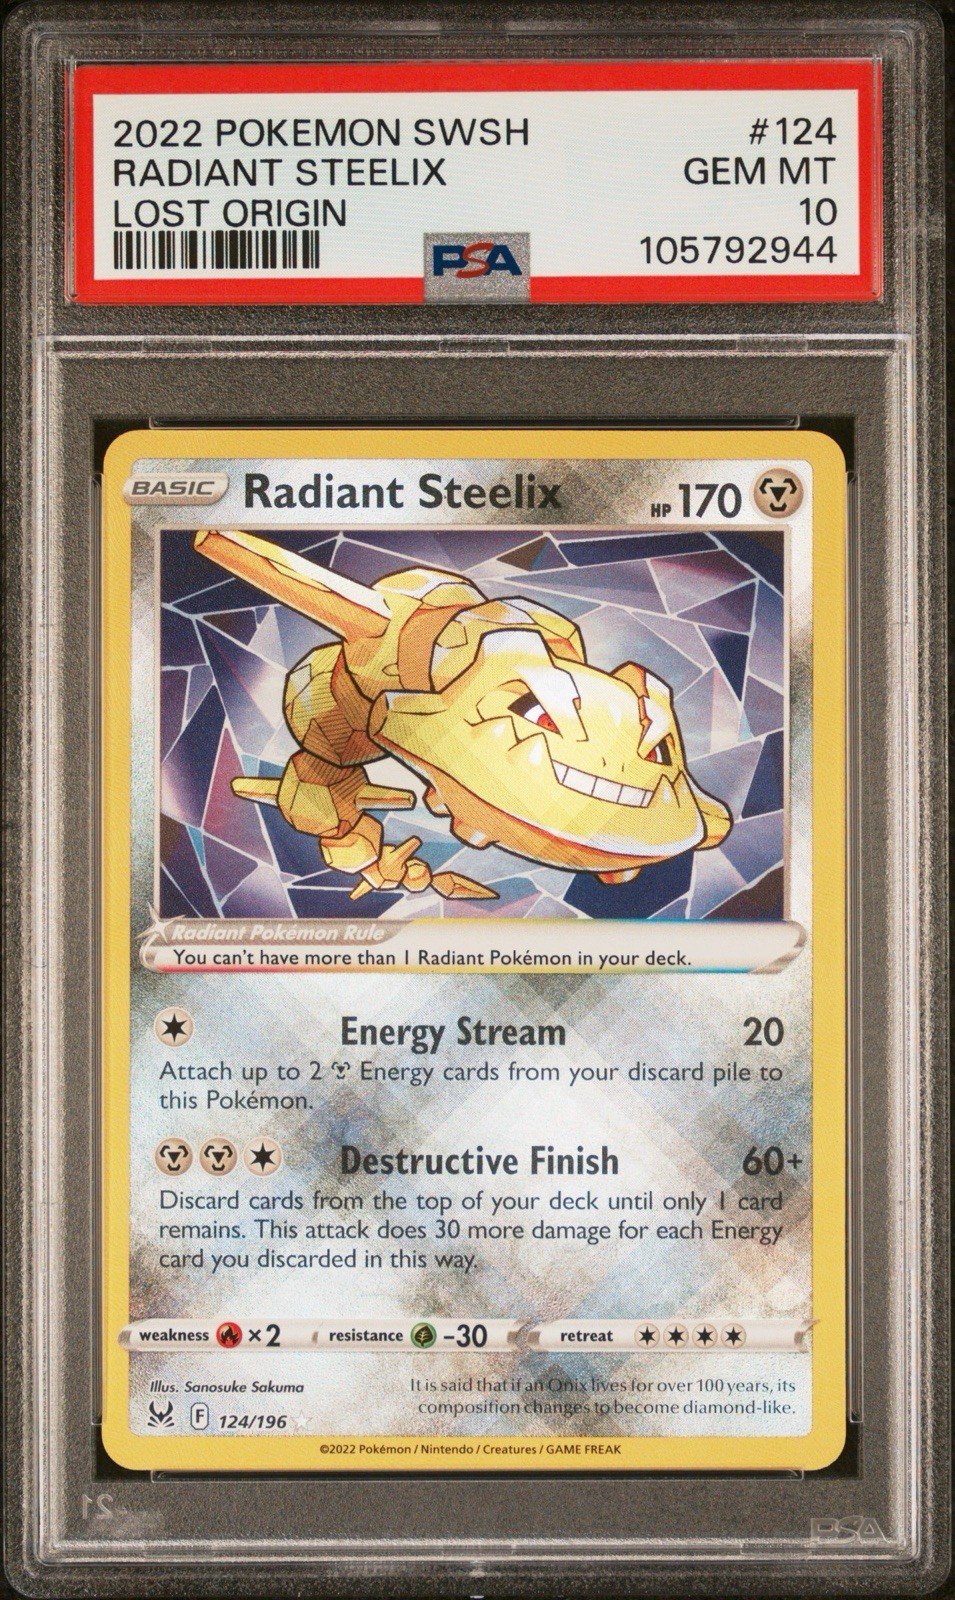 2022 POKEMON SWSH #124
RADIANT STEELIX GEM MT
LOST ORIGIN 10
105792944
PSA
BASIC Radiant Steelix HP 170
Radiant Pokémon Rule
You can't have more than 1 Radiant Pokémon in your deck.
Energy Stream 20
Attach up to 2 Energy cards from your discard pile to
this Pokémon.
Destructive Finish 60+
Discard cards from the top of your deck until only 1 card
remains. This attack does 30 more damage for each Energy
card you discarded in this way.
weakness ×2 resistance -30 retreat
Illus. Sanosuke Sakuma
It is said that if an Onix lives for over 100 years, its
composition changes to become diamond-like.
F 124/196
©2022 Pokémon / Nintendo / Creatures / GAME FREAK
PSA